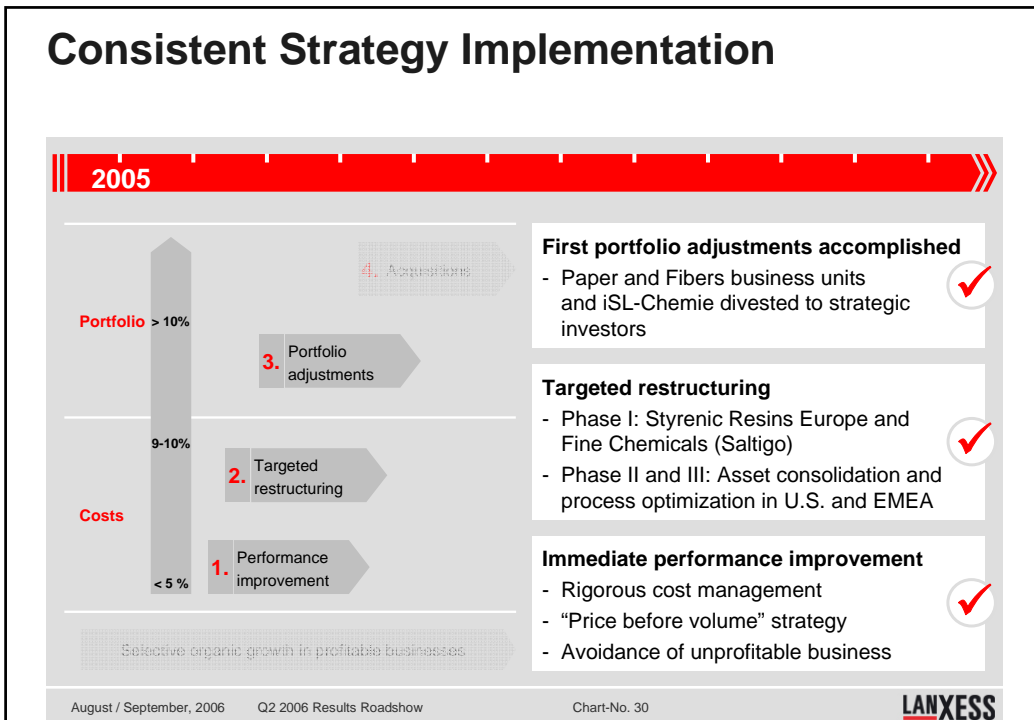 Consistent Strategy Implementation
2005
4. Acquisitions
Portfolio > 10%
3. Portfolio
adjustments
9-10%
2. Targeted
restructuring
Costs
1. Performance
improvement
< 5 %
Selective organic growth in profitable businesses
First portfolio adjustments accomplished
- Paper and Fibers business units
and iSL-Chemie divested to strategic
investors
Targeted restructuring
- Phase I: Styrenic Resins Europe and
Fine Chemicals (Saltigo)
- Phase II and III: Asset consolidation and
process optimization in U.S. and EMEA
Immediate performance improvement
- Rigorous cost management
- “Price before volume” strategy
- Avoidance of unprofitable business
August / September, 2006 Q2 2006 Results Roadshow Chart-No. 30 LANXESS